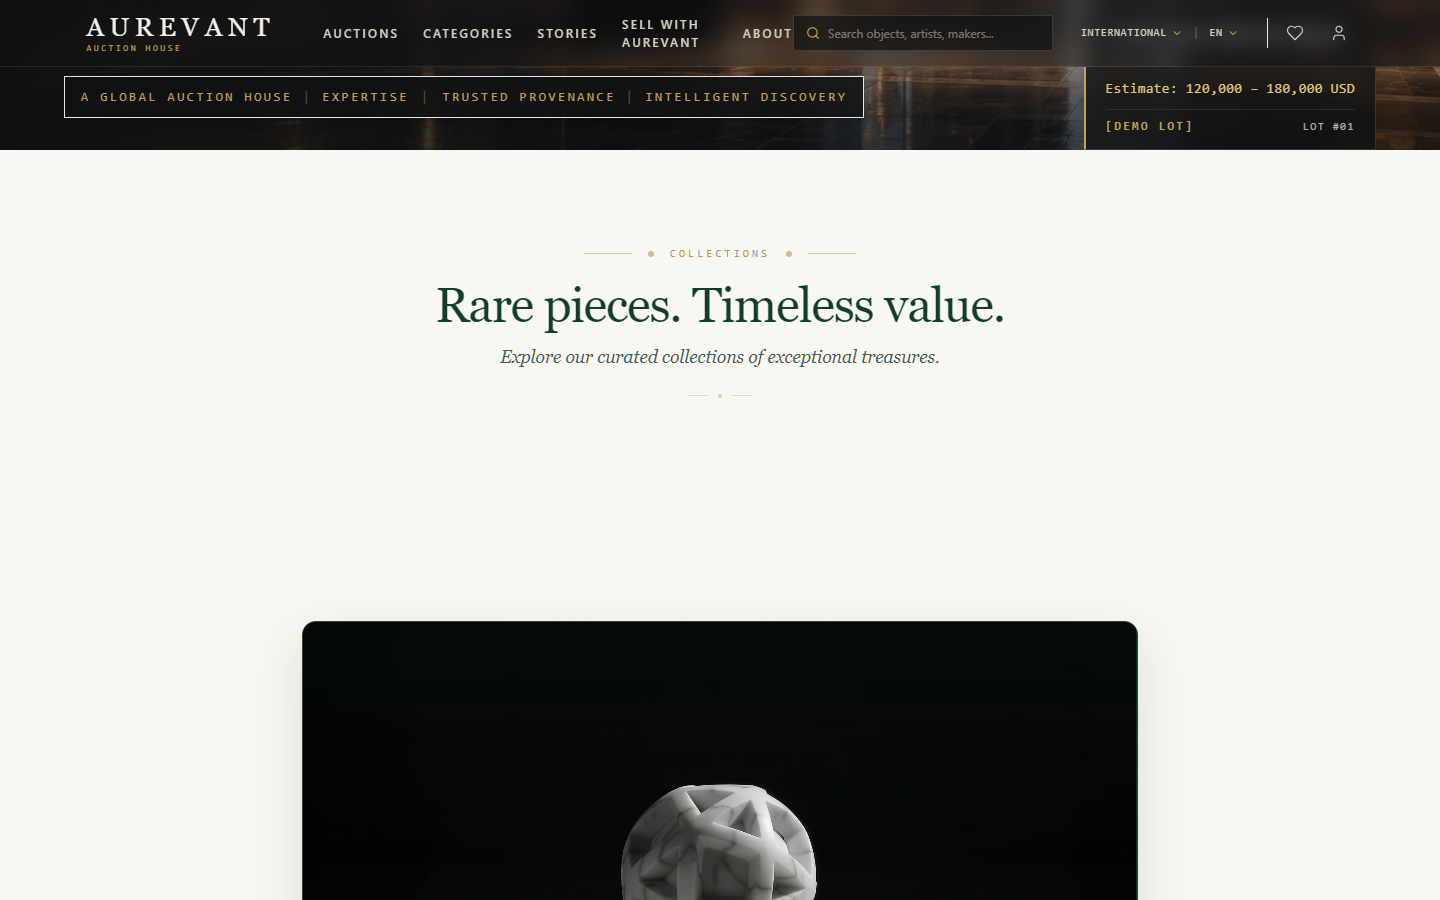 AUREVANT
AUCTION HOUSE
AUCTIONS
CATEGORIES
STORIES
SELL WITH
AUREVANT
ABOUT
Search objects, artists, makers...
INTERNATIONAL | EN
A GLOBAL AUCTION HOUSE | EXPERTISE | TRUSTED PROVENANCE | INTELLIGENT DISCOVERY
Estimate: 120,000 – 180,000 USD
[DEMO LOT]
LOT #01
COLLECTIONS
Rare pieces. Timeless value.
Explore our curated collections of exceptional treasures.